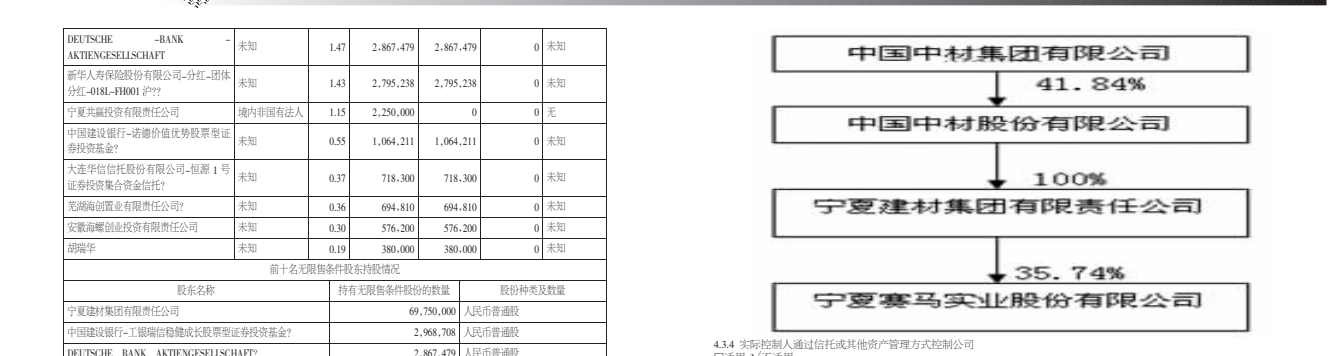 DEUTSCHE –BANK –
AKTIENGESELLSCHAFT 未知 1.47 2,867,479 2,867,479 0 未知
新华人寿保险股份有限公司–分红–团体
分红–018L–FH001 沪?? 未知 1.43 2,795,238 2,795,238 0 未知
宁夏共赢投资有限责任公司 境内非国有法人 1.15 2,250,000 0 0 无
中国建设银行–诺德价值优势股票型证
券投资基金? 未知 0.55 1,064,211 1,064,211 0 未知
大连华信信托股份有限公司–恒源 1 号
证券投资集合资金信托? 未知 0.37 718,300 718,300 0 未知
芜湖海创置业有限责任公司? 未知 0.36 694,810 694,810 0 未知
安徽海螺创业投资有限责任公司 未知 0.30 576,200 576,200 0 未知
胡瑞华 未知 0.19 380,000 380,000 0 未知
前十名无限售条件股东持股情况
股东名称 持有无限售条件股份的数量 股份种类及数量
宁夏建材集团有限责任公司 69,750,000 人民币普通股
中国建设银行–工银瑞信稳健成长股票型证券投资基金? 2,968,708 人民币普通股
DEUTSCHE BANK AKTIENGESELLSCHAFT? 2,867,479 人民币普通股
中国中材集团有限公司
41.84%
中国中材股份有限公司
100%
宁夏建材集团有限责任公司
35.74%
宁夏赛马实业股份有限公司
4.3.4 实际控制人通过信托或其他资产管理方式控制公司
□适用 √不适用